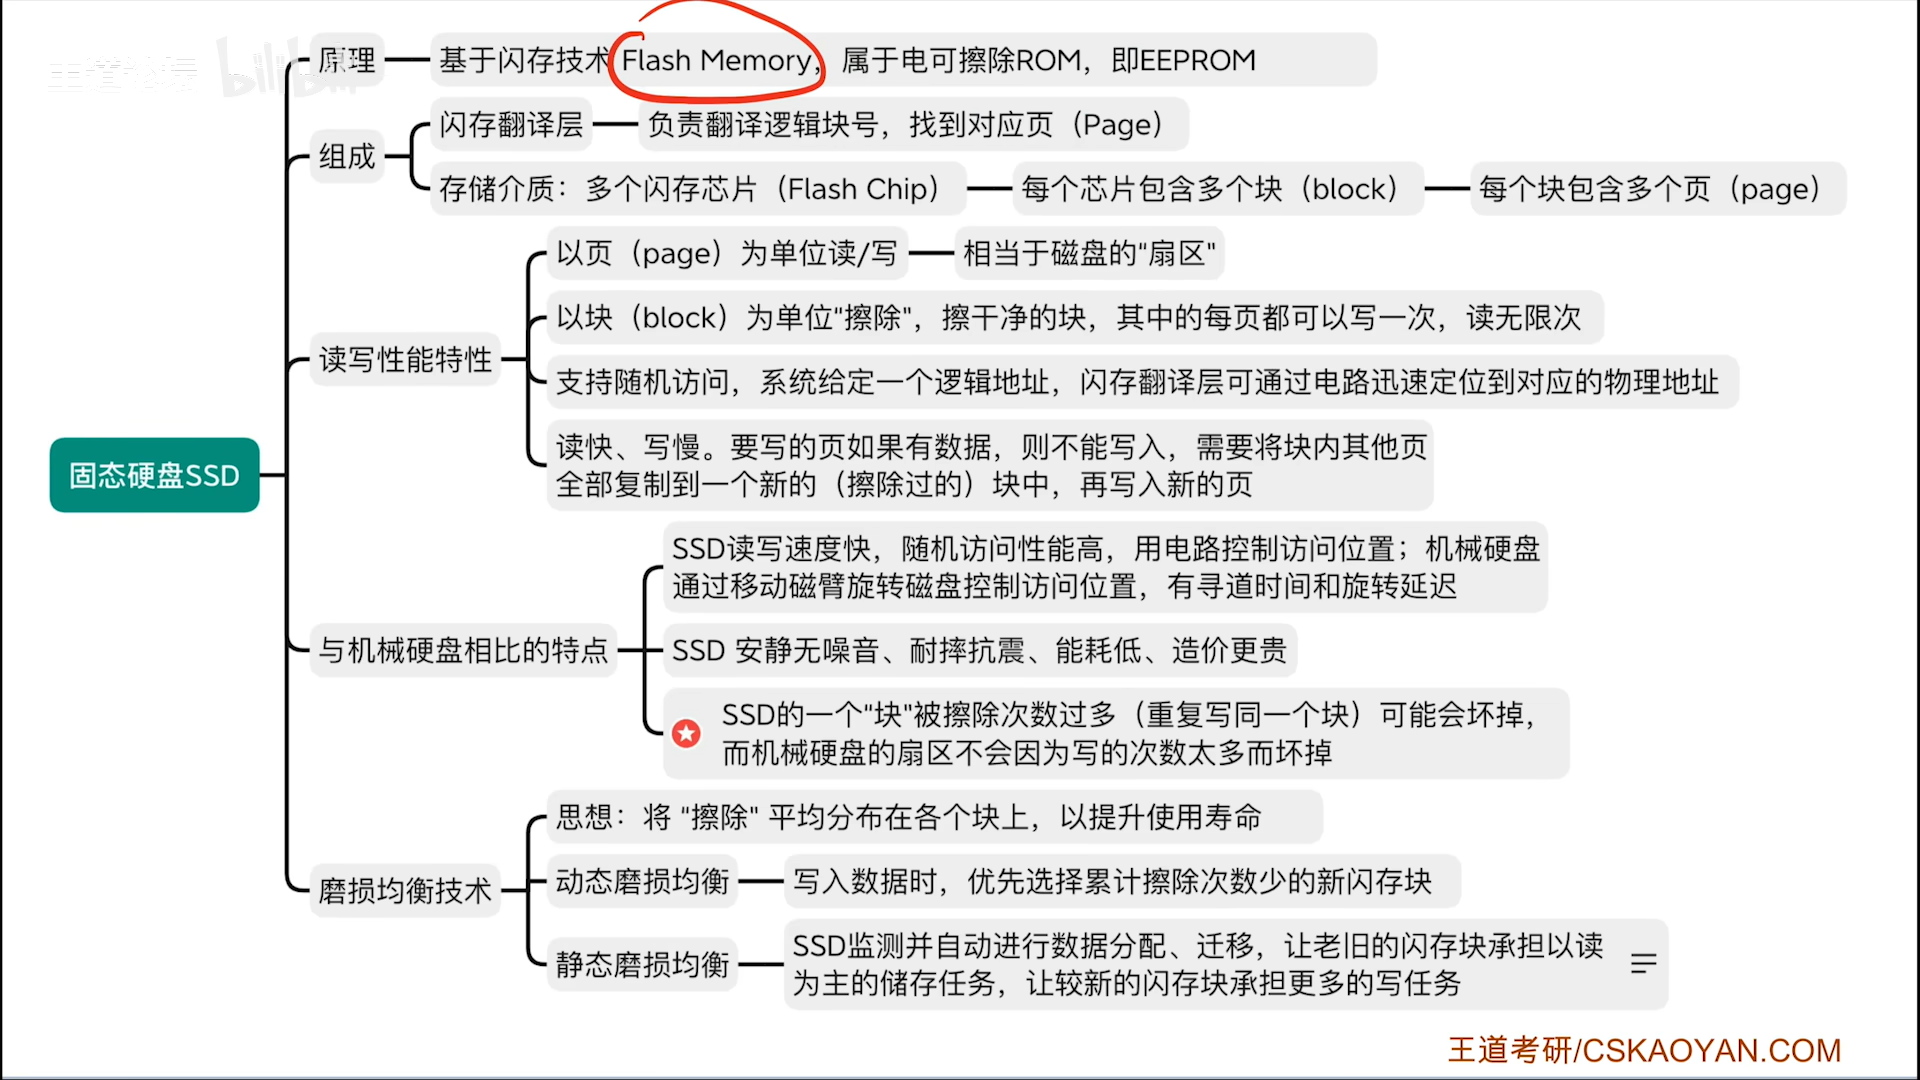 王道论坛 bilibili
原理
基于闪存技术 Flash Memory，属于电可擦除ROM，即EEPROM
组成
闪存翻译层
负责翻译逻辑块号，找到对应页（Page）
存储介质：多个闪存芯片（Flash Chip）
每个芯片包含多个块（block）
每个块包含多个页（page）
固态硬盘SSD
读写性能特性
以页（page）为单位读/写
相当于磁盘的"扇区"
以块（block）为单位"擦除"，擦干净的块，其中的每页都可以写一次，读无限次
支持随机访问，系统给定一个逻辑地址，闪存翻译层可通过电路迅速定位到对应的物理地址
读快、写慢。要写的页如果有数据，则不能写入，需要将块内其他页
全部复制到一个新的（擦除过的）块中，再写入新的页
与机械硬盘相比的特点
SSD读写速度快，随机访问性能高，用电路控制访问位置；机械硬盘
通过移动磁臂旋转磁盘控制访问位置，有寻道时间和旋转延迟
SSD 安静无噪音、耐摔抗震、能耗低、造价更贵
SSD的一个"块"被擦除次数过多（重复写同一个块）可能会坏掉，
而机械硬盘的扇区不会因为写的次数太多而坏掉
磨损均衡技术
思想：将 “擦除" 平均分布在各个块上，以提升使用寿命
动态磨损均衡
写入数据时，优先选择累计擦除次数少的新闪存块
静态磨损均衡
SSD监测并自动进行数据分配、迁移，让老旧的闪存块承担以读
为主的储存任务，让较新的闪存块承担更多的写任务
王道考研/CSKAOYAN.COM